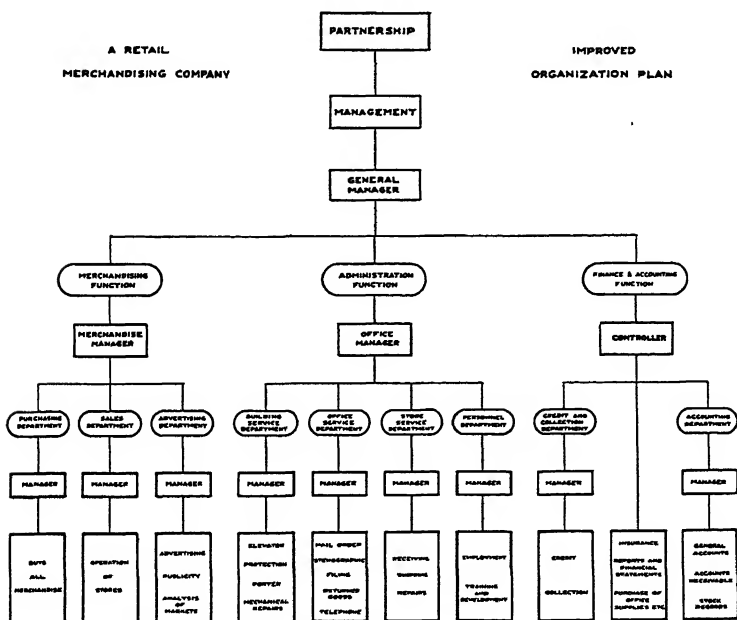 PARTNERSHIP
A RETAIL
MERCHANDISING COMPANY
IMPROVED
ORGANIZATION PLAN
MANAGEMENT
GENERAL
MANAGER
MERCHANDISING
FUNCTION
ADMINISTRATION
FUNCTION
FINANCE & ACCOUNTING
FUNCTION
MERCHANDISE
MANAGER
OFFICE
MANAGER
CONTROLLER
PURCHASING
DEPARTMENT
SALES
DEPARTMENT
ADVERTISING
DEPARTMENT
BUILDING
SERVICE
DEPARTMENT
OFFICE
SERVICE
DEPARTMENT
STORE
SERVICE
DEPARTMENT
PERSONNEL
DEPARTMENT
CREDIT AND
COLLECTION
DEPARTMENT
ACCOUNTING
DEPARTMENT
MANAGER
MANAGER
MANAGER
MANAGER
MANAGER
MANAGER
MANAGER
MANAGER
MANAGER
BUYS
ALL
MERCHANDISE
OPERATION
OF
STORES
ADVERTISING
PUBLICITY
ANALYSIS
OF
MARKETS
ELEVATOR
PROTECTION
PORTER
MECHANICAL
REPAIRS
MAIL ORDER
STENOGRAPHIC
FILING
RETURNED
GOODS
TELEPHONE
RECEIVING
SHIPPING
REPAIRS
EMPLOYMENT
TRAINING
AND
DEVELOPMENT
CREDIT
COLLECTION
INSURANCE
REPORTS AND
FINANCIAL
STATEMENTS
PURCHASE OF
OFFICE
SUPPLIES ETC.
GENERAL
ACCOUNTS
ACCOUNTS
RECEIVABLE
STOCK
RECORDS